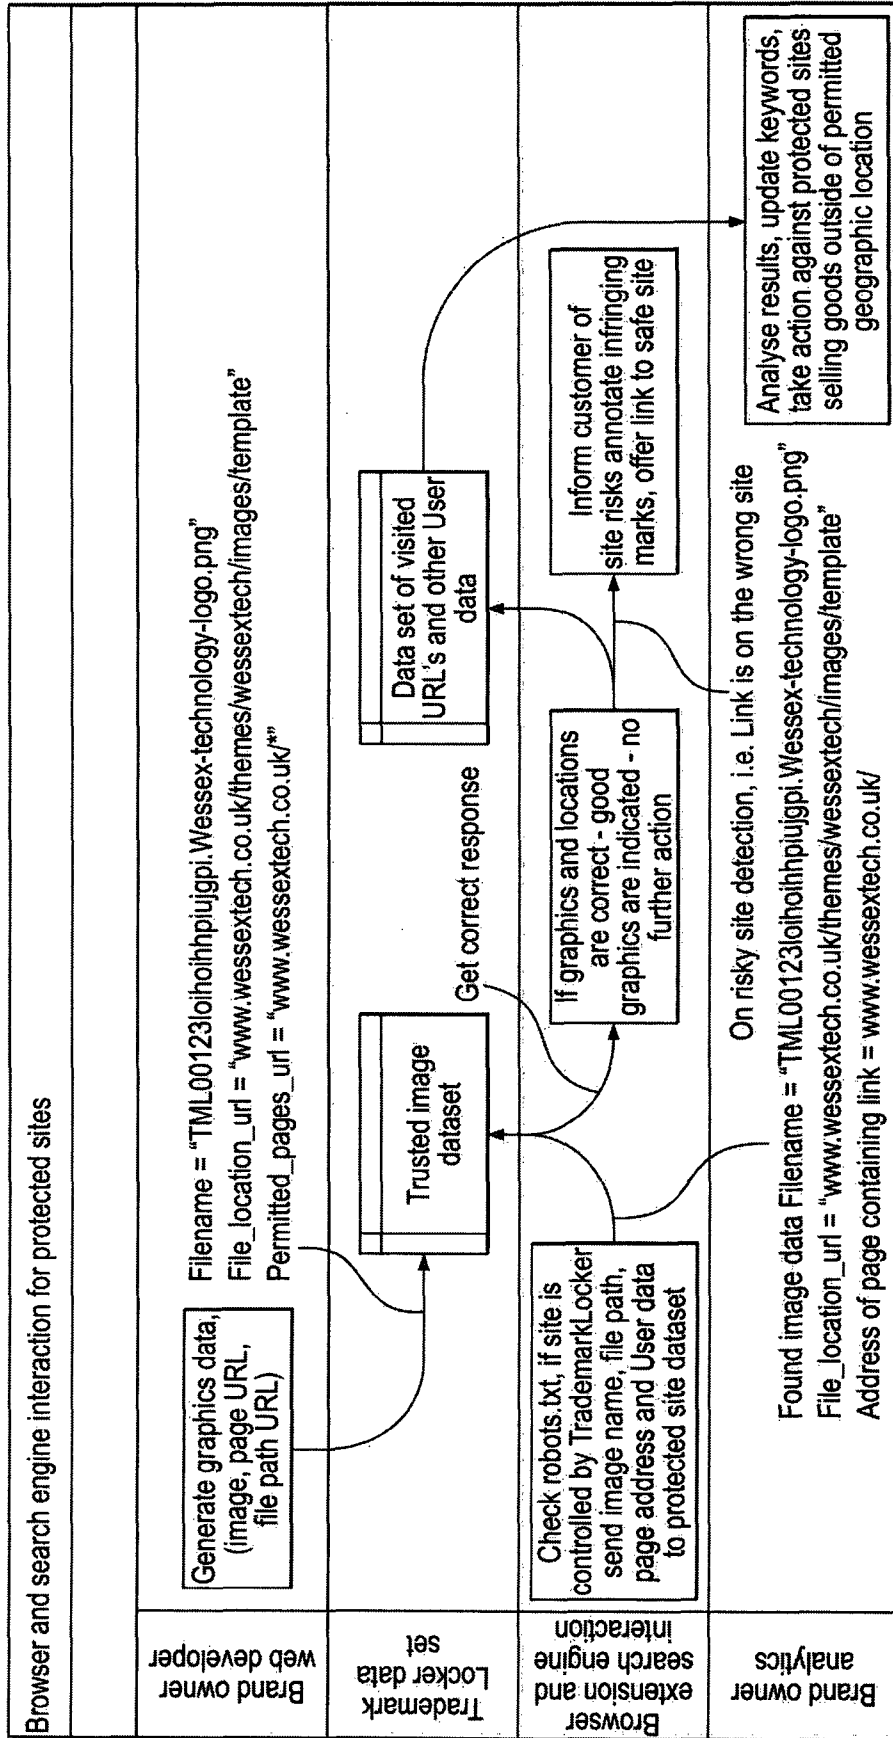 Browser and search engine interaction for protected sites
Brand owner
web developer
Generate graphics data,
(image, page URL,
file path URL)
Filename = “TML00123loihoihhpiujgpi.Wessex-technology-logo.png”
File_location_url = “www.wessextech.co.uk/themes/wessextech/images/template”
Permitted_pages_url = “www.wessextech.co.uk/*”
Trademark
Locker data
set
Trusted image
dataset
Get correct response
Data set of visited
URL's and other User
data
Browser
extension and
search engine
interaction
Check robots.txt, if site is
controlled by TrademarkLocker
send image name, file path,
page address and User data
to protected site dataset
If graphics and locations
are correct - good
graphics are indicated - no
further action
Inform customer of
site risks annotate infringing
marks, offer link to safe site
Brand owner
analytics
On risky site detection, i.e. Link is on the wrong site
Found image data Filename = “TML00123loihoihhpiujgpi.Wessex-technology-logo.png”
File_location_url = “www.wessextech.co.uk/themes/wessextech/images/template”
Address of page containing link = www.wessextech.co.uk/
Analyse results, update keywords,
take action against protected sites
selling goods outside of permitted
geographic location